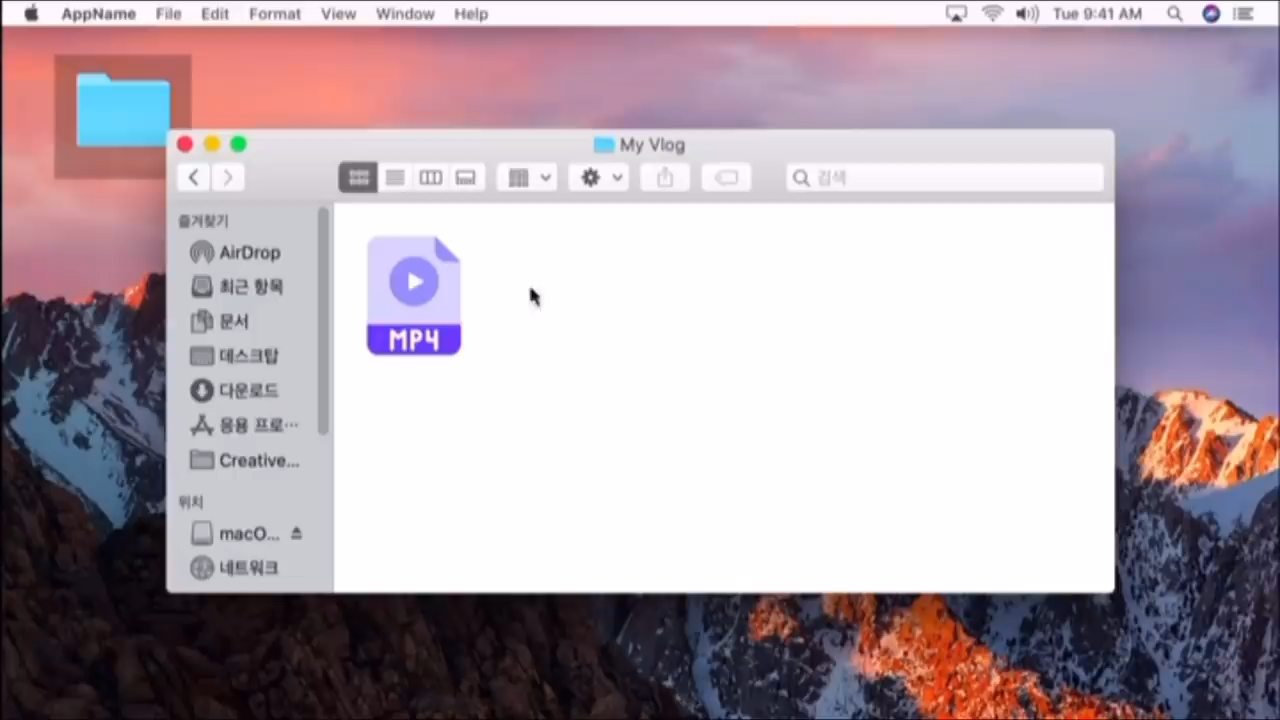 AppName File Edit Format View Window Help Tue 9:41 AM
My Vlog
검색
즐겨찾기
AirDrop
최근 항목
문서
데스크탑
다운로드
응용 프로…
Creative...
위치
macO...
네트워크
MP4